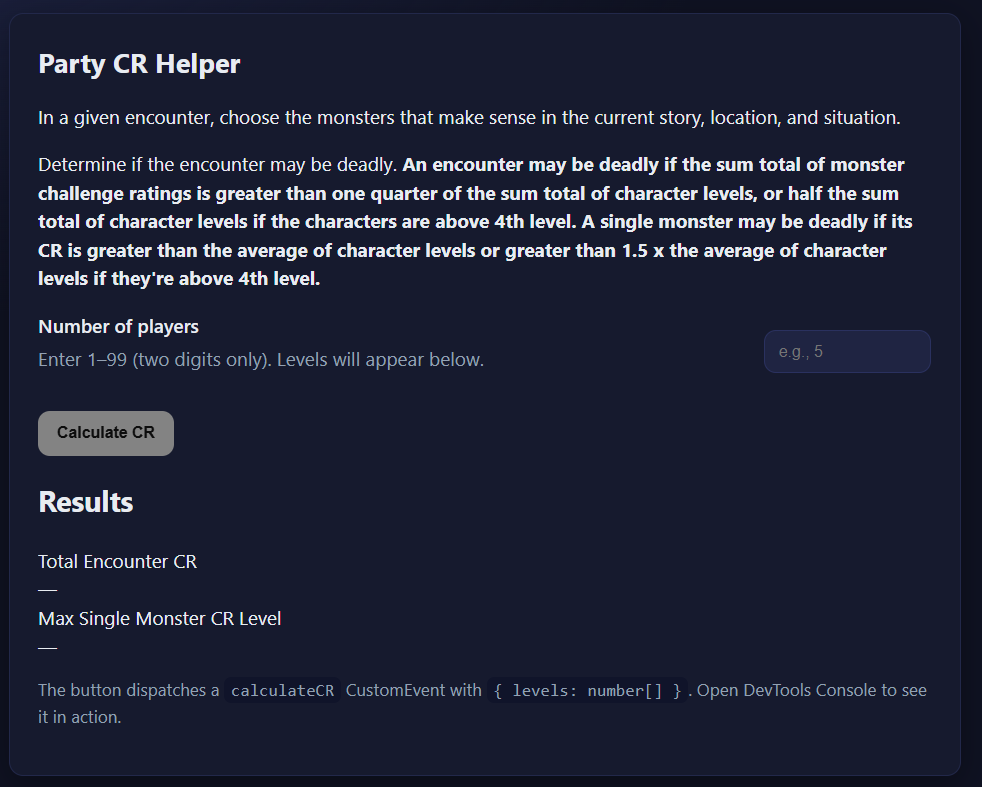 Party CR Helper
In a given encounter, choose the monsters that make sense in the current story, location, and situation.
Determine if the encounter may be deadly. An encounter may be deadly if the sum total of monster
challenge ratings is greater than one quarter of the sum total of character levels, or half the sum
total of character levels if the characters are above 4th level. A single monster may be deadly if its
CR is greater than the average of character levels or greater than 1.5 x the average of character
levels if they're above 4th level.
Number of players
Enter 1–99 (two digits only). Levels will appear below.
e.g., 5
Calculate CR
Results
Total Encounter CR
—
Max Single Monster CR Level
—
The button dispatches a calculateCR CustomEvent with { levels: number[] }. Open DevTools Console to see
it in action.